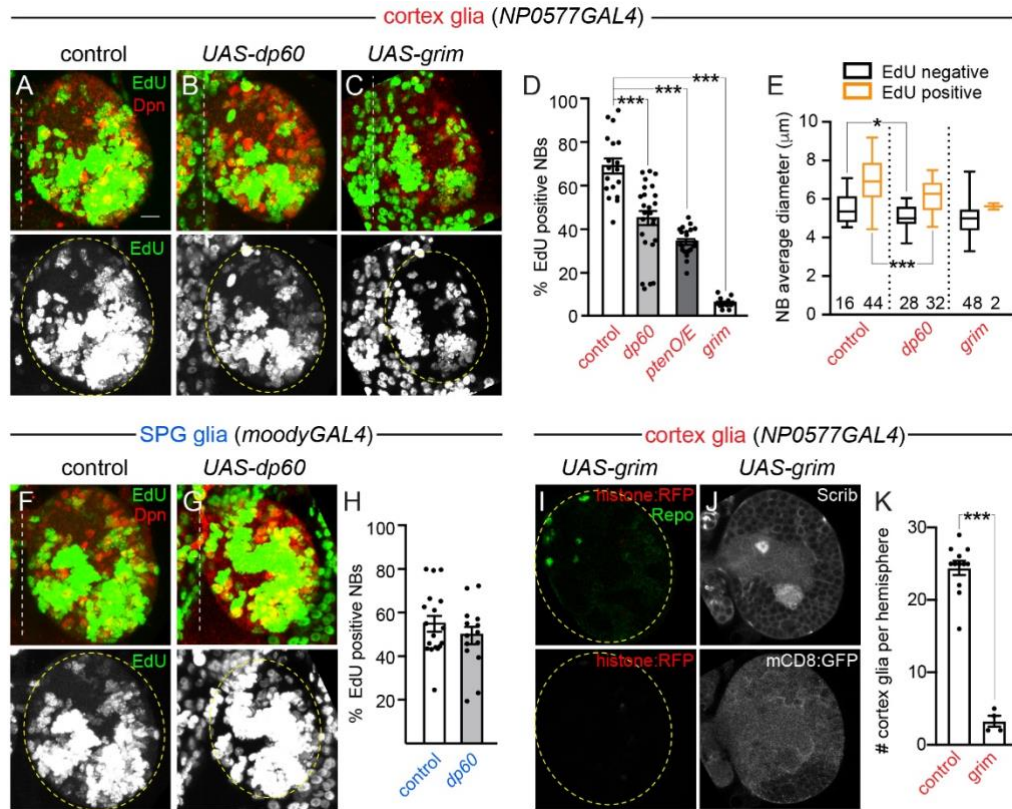 cortex glia (NP0577GAL4)
control
UAS-dp60
UAS-grim
A
EdU
Dpn
B
C
EdU
D
% EdU positive NBs
100
80
60
40
20
0
***
***
***
control
dp60
ptenO/E
grim
E
EdU negative
EdU positive
NB average diameter (μm)
10
8
6
4
2
0
*
***
16 44 28 32 48 2
control
dp60
grim
SPG glia (moodyGAL4)
control
UAS-dp60
F
EdU
Dpn
G
EdU
H
% EdU positive NBs
100
80
60
40
20
control
dp60
cortex glia (NP0577GAL4)
UAS-grim
UAS-grim
I
histone:RFP
Repo
J
Scrib
histone:RFP
mCD8:GFP
K
# cortex glia per hemisphere
30
20
10
0
***
control
grim